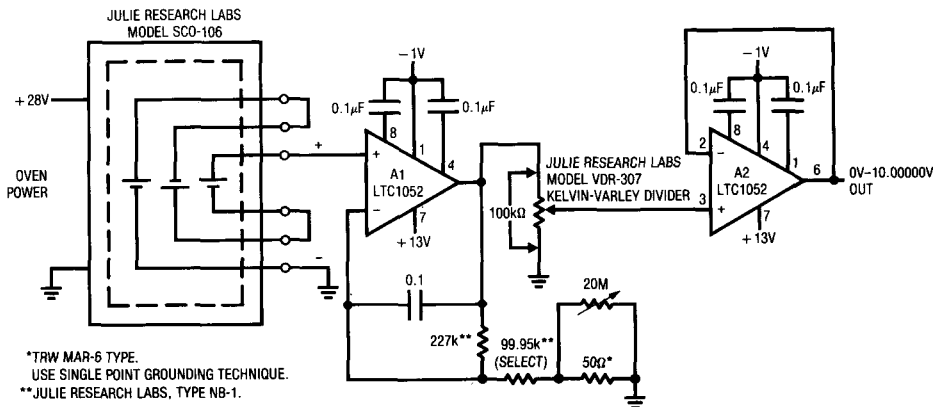 JULIE RESEARCH LABS
MODEL SCO-106
+28V
OVEN
POWER
+
-
-1V
0.1µF
0.1µF
8
1
4
+
A1
LTC1052
-
7
+13V
0.1
227k**
99.95k**
(SELECT)
20M
50Ω*
100kΩ
JULIE RESEARCH LABS
MODEL VDR-307
KELVIN-VARLEY DIVIDER
-1V
0.1µF
0.1µF
8
4
1
2
-
A2
LTC1052
3
+
6
7
+13V
0V-10.00000V
OUT
*TRW MAR-6 TYPE.
USE SINGLE POINT GROUNDING TECHNIQUE.
**JULIE RESEARCH LABS, TYPE NB-1.